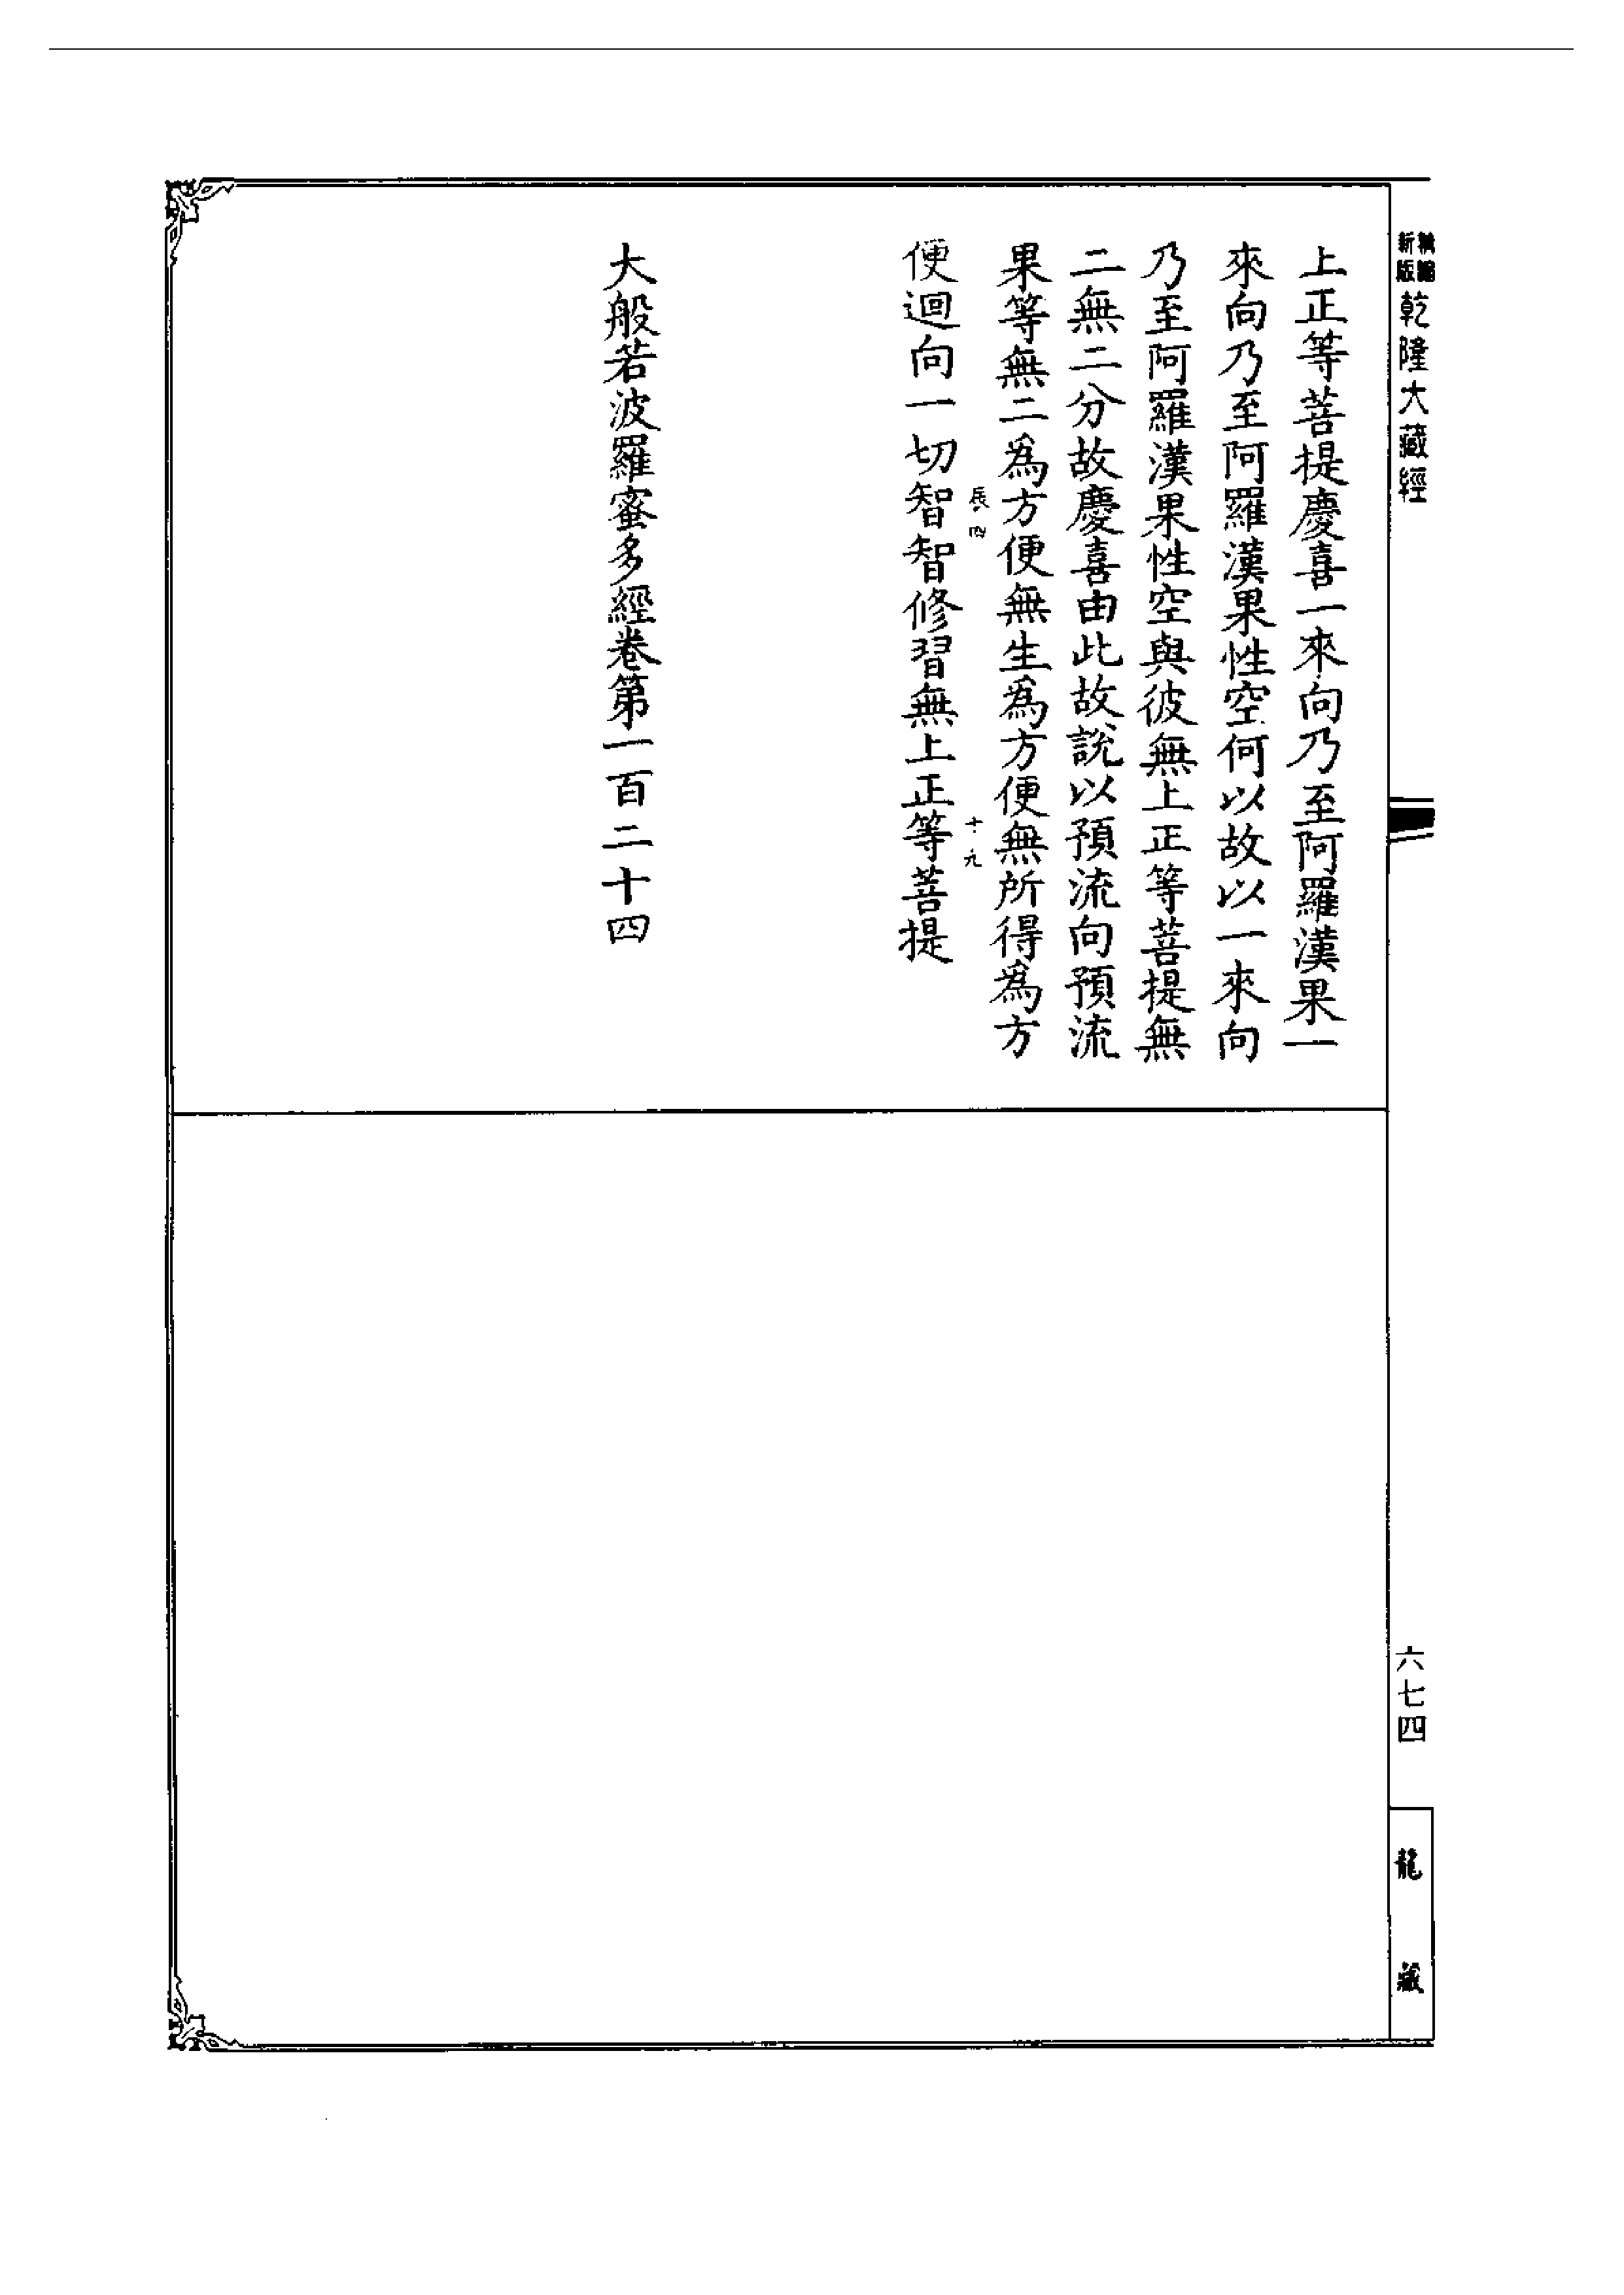 新版
精縮
乾隆大藏經
上正等菩提慶喜一來向乃至阿羅漢果一
來向乃至阿羅漢果性空何以故以一來向
乃至阿羅漢果性空與彼無上正等菩提無
二無二分故慶喜由此故說以預流向預流
果等無二為方便無生為方便無所得為方
辰四
十九
便迴向一切智智修習無上正等菩提
大般若波羅蜜多經卷第一百二十四
六七四
龍藏